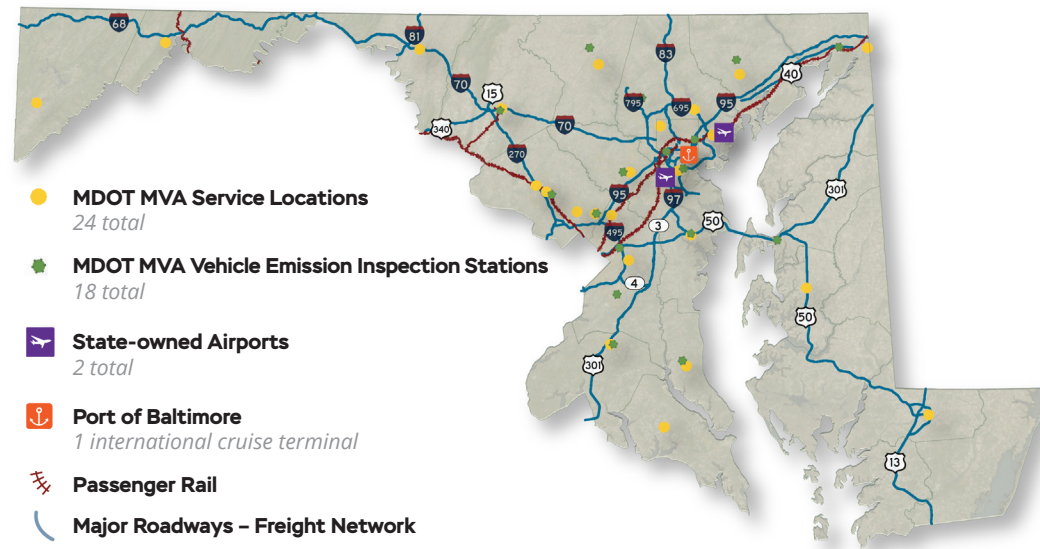 68
81
83
40
70
15
795
695
95
340
70
270
301
95
97
50
3
495
4
50
301
13
MDOT MVA Service Locations
24 total
MDOT MVA Vehicle Emission Inspection Stations
18 total
State-owned Airports
2 total
Port of Baltimore
1 international cruise terminal
Passenger Rail
Major Roadways – Freight Network